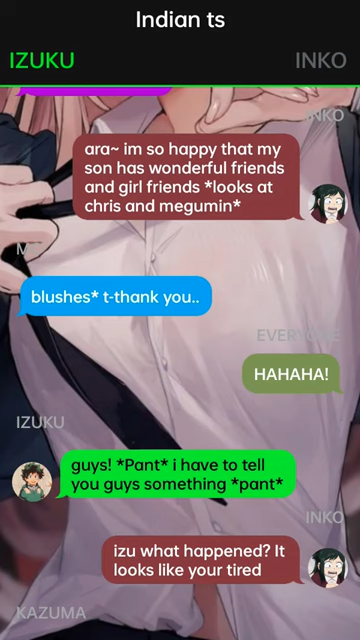 Indian ts
IZUKU
INKO
INKO
ara~ im so happy that my
son has wonderful friends
and girl friends *looks at
chris and megumin*
blushes* t-thank you..
EVERYONE
HAHAHA!
IZUKU
guys! *Pant* i have to tell
you guys something *pant*
INKO
izu what happened? It
looks like your tired
KAZUMA